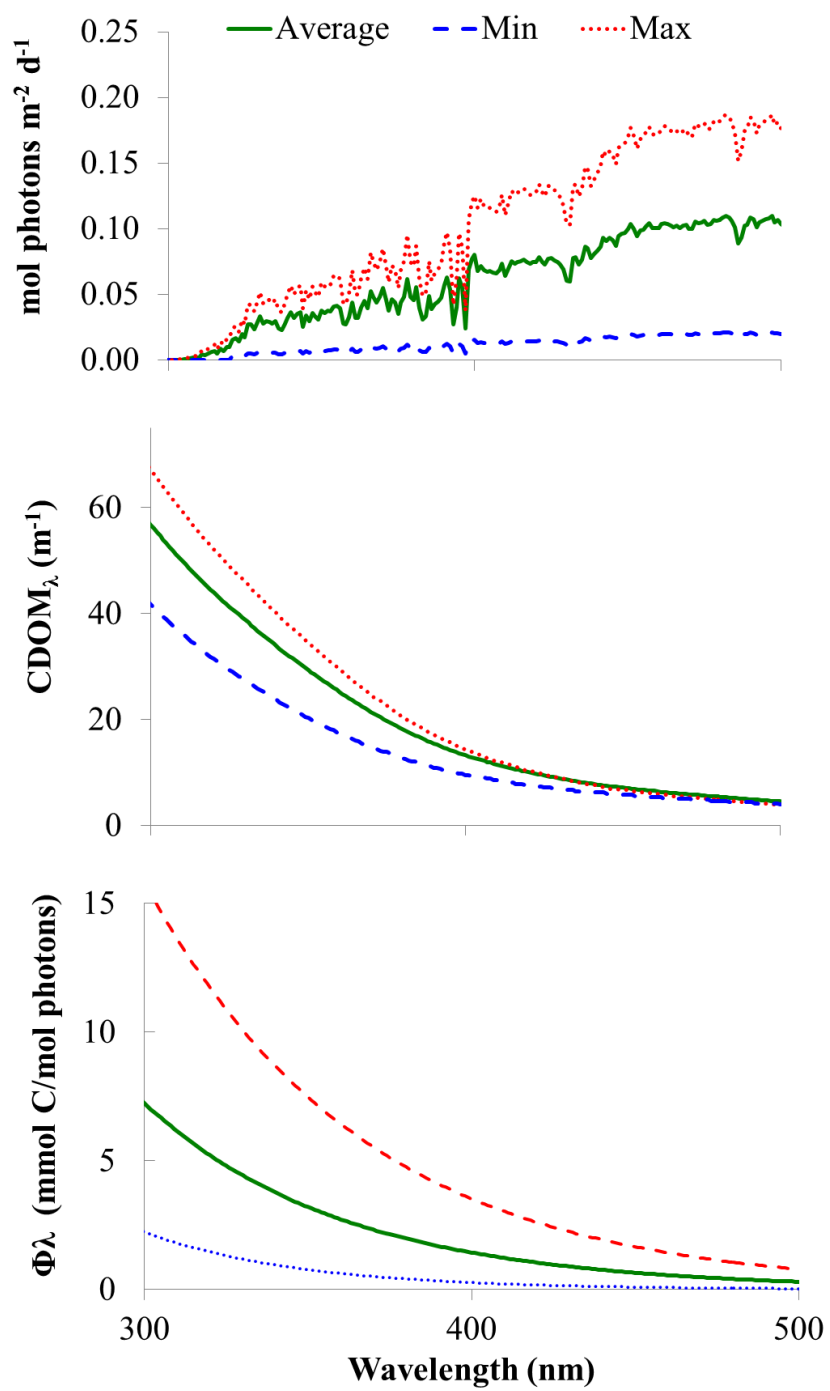 Average Min Max
mol photons m-2 d-1
0.25
0.20
0.15
0.10
0.05
0.00
CDOMλ (m-1)
60
40
20
0
Φλ (mmol C/mol photons)
15
10
5
0
300 400 500
Wavelength (nm)